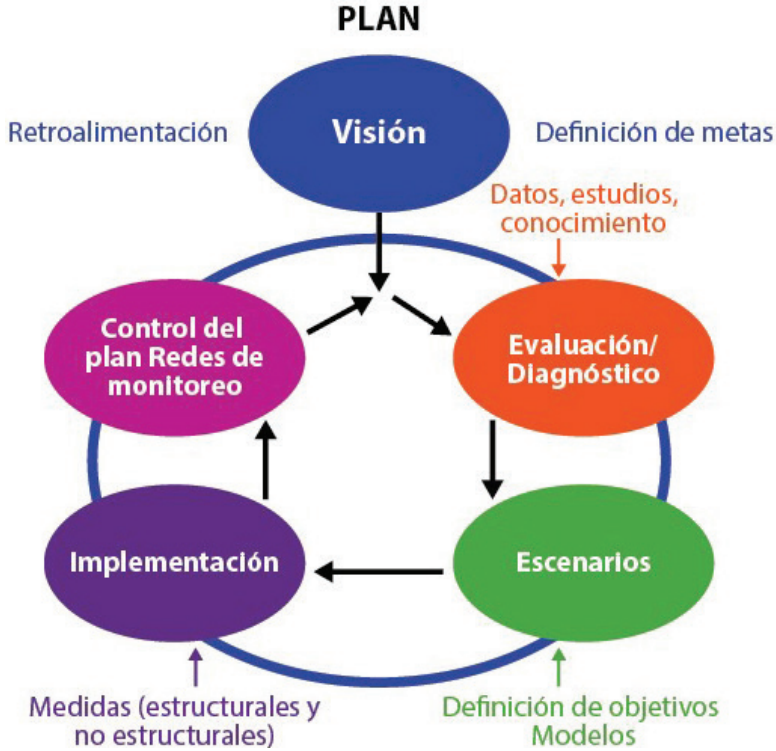 PLAN
Visión
Retroalimentación
Definición de metas
Datos, estudios,
conocimiento
Control del
plan Redes de
monitoreo
Evaluación/
Diagnóstico
Implementación
Escenarios
Medidas (estructurales y
no estructurales)
Definición de objetivos
Modelos